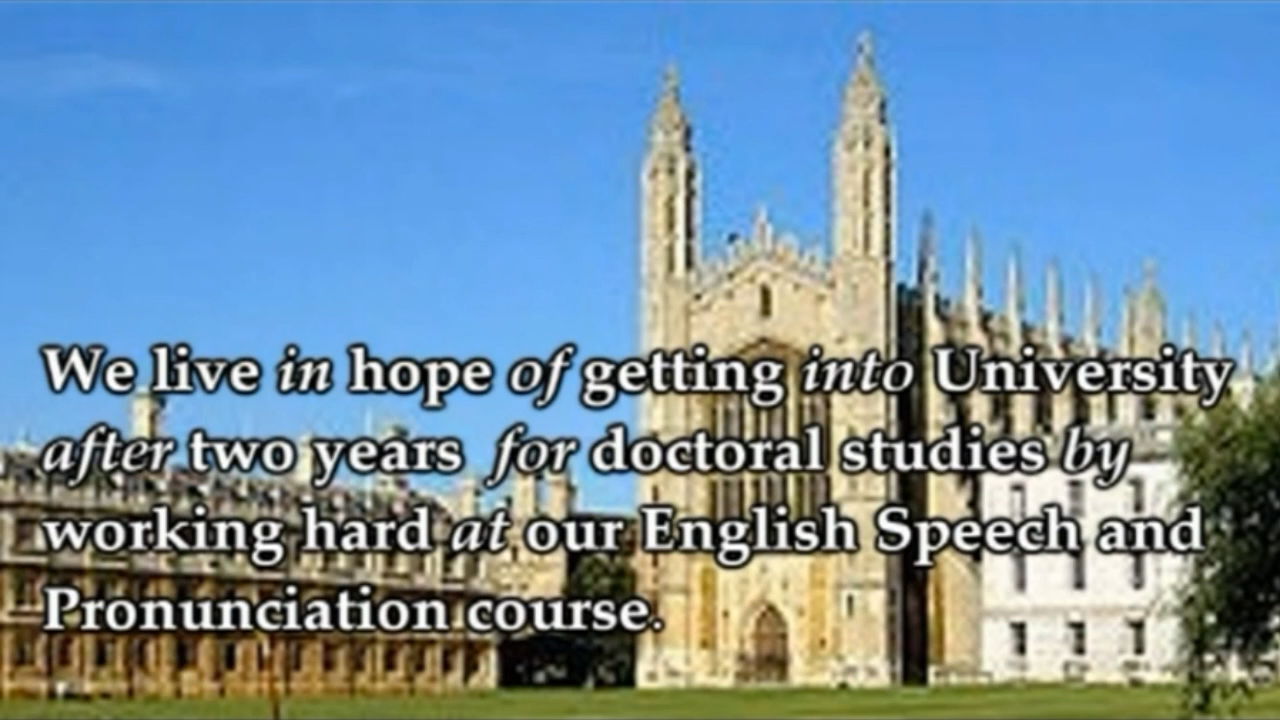 We live in hope of getting into University
after two years for doctoral studies by
working hard at our English Speech and
Pronunciation course.